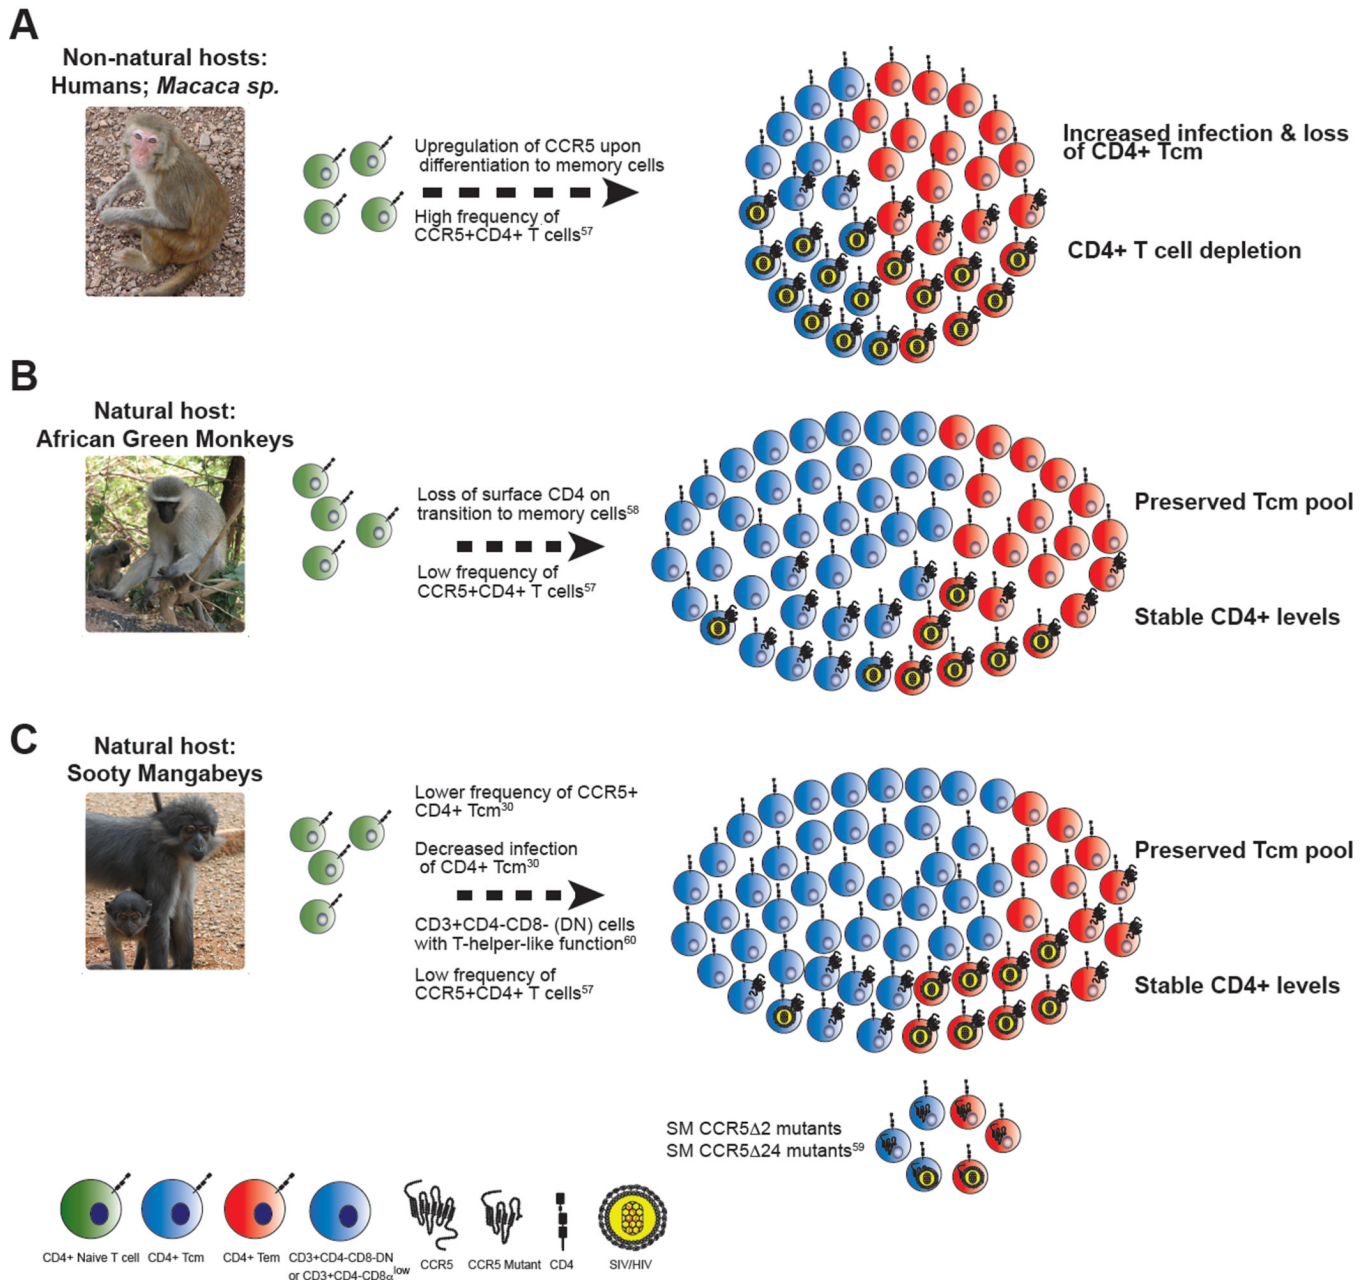 A
Non-natural hosts:
Humans; Macaca sp.
Upregulation of CCR5 upon
differentiation to memory cells
High frequency of
CCR5+CD4+ T cells57
Increased infection & loss
of CD4+ Tcm
CD4+ T cell depletion
B
Natural host:
African Green Monkeys
Loss of surface CD4 on
transition to memory cells58
Low frequency of
CCR5+CD4+ T cells57
Preserved Tcm pool
Stable CD4+ levels
C
Natural host:
Sooty Mangabeys
Lower frequency of CCR5+
CD4+ Tcm30
Decreased infection
of CD4+ Tcm30
CD3+CD4-CD8- (DN) cells
with T-helper-like function60
Low frequency of
CCR5+CD4+ T cells57
Preserved Tcm pool
Stable CD4+ levels
SM CCR5Δ2 mutants
SM CCR5Δ24 mutants59
CD4+ Naive T cell
CD4+ Tcm
CD4+ Tem
CD3+CD4-CD8-DN
or CD3+CD4-CD8αlow
CCR5
CCR5 Mutant
CD4
SIV/HIV